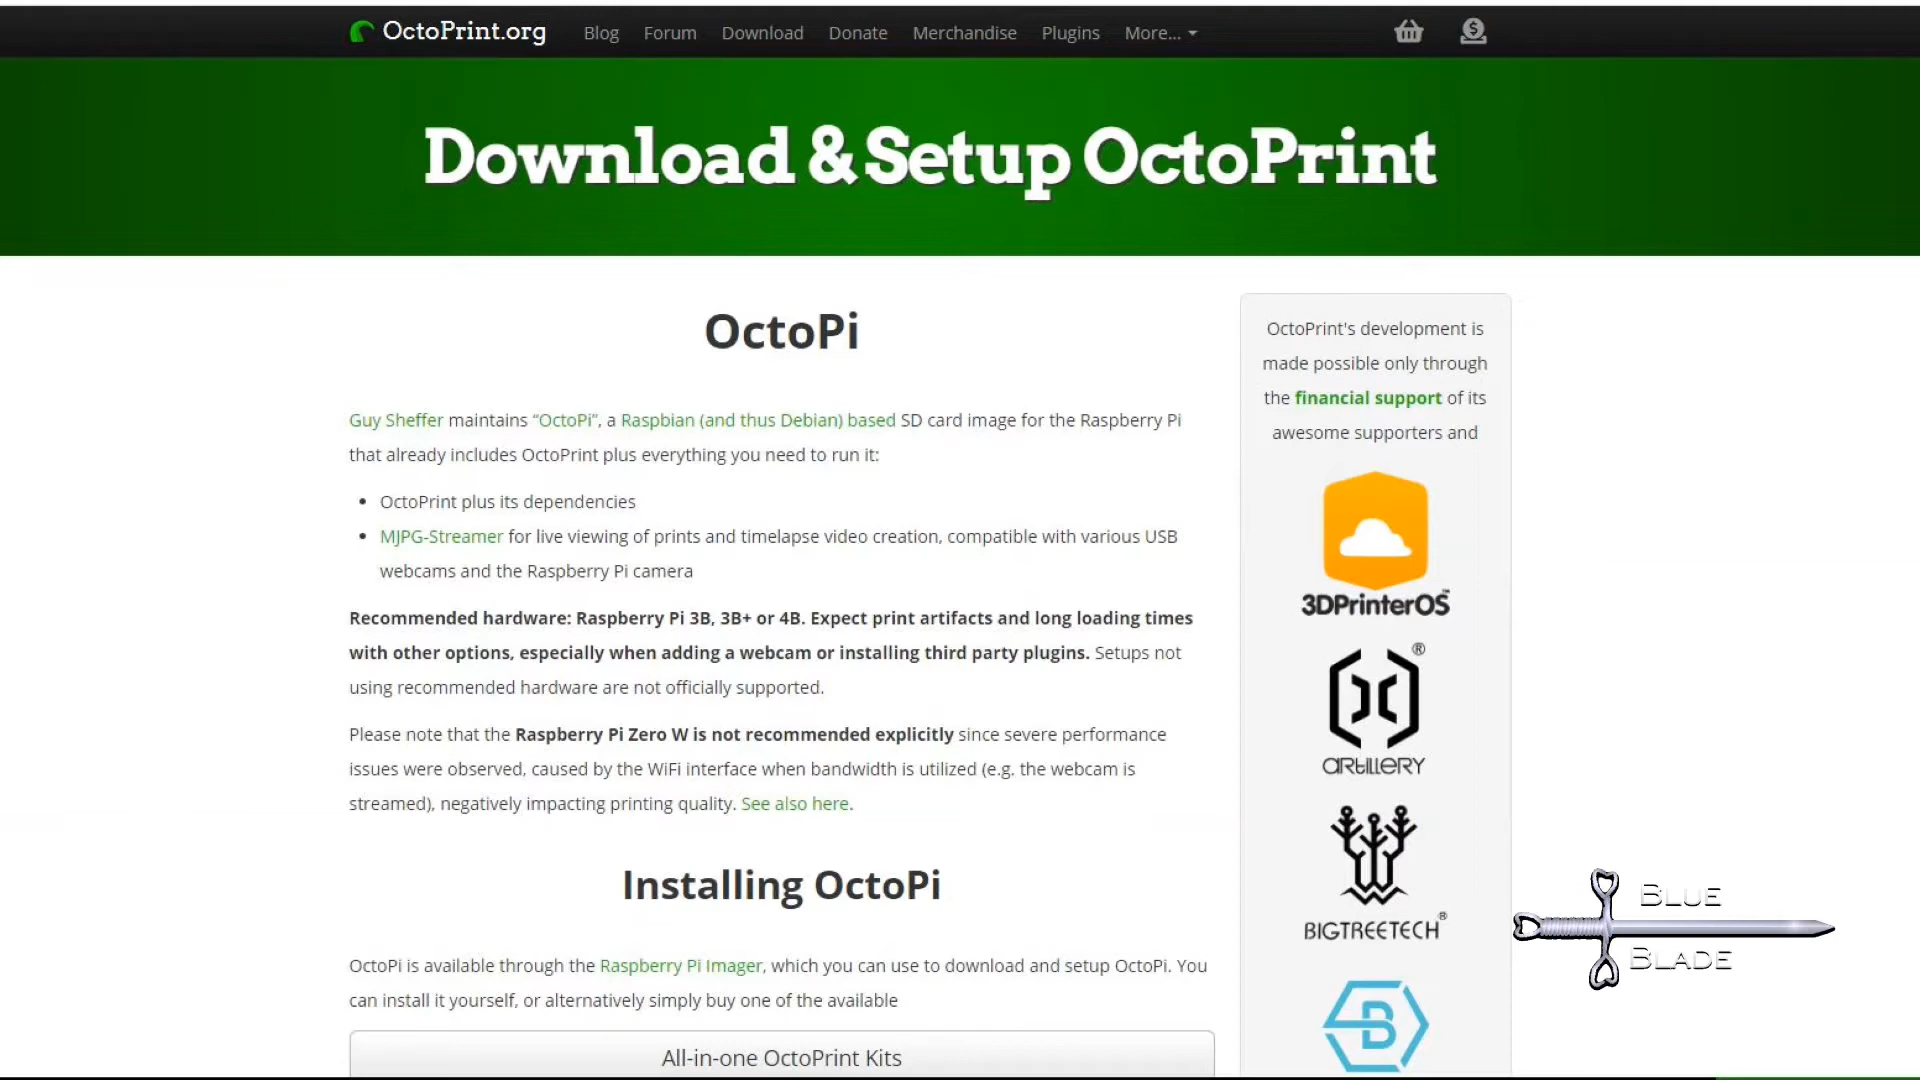 OctoPrint.org Blog Forum Download Donate Merchandise Plugins More...
Download & Setup OctoPrint
OctoPi
Guy Sheffer maintains “OctoPi”, a Raspbian (and thus Debian) based SD card image for the Raspberry Pi
that already includes OctoPrint plus everything you need to run it:
• OctoPrint plus its dependencies
• MJPG-Streamer for live viewing of prints and timelapse video creation, compatible with various USB
webcams and the Raspberry Pi camera
Recommended hardware: Raspberry Pi 3B, 3B+ or 4B. Expect print artifacts and long loading times
with other options, especially when adding a webcam or installing third party plugins. Setups not
using recommended hardware are not officially supported.
Please note that the Raspberry Pi Zero W is not recommended explicitly since severe performance
issues were observed, caused by the WiFi interface when bandwidth is utilized (e.g. the webcam is
streamed), negatively impacting printing quality. See also here.
Installing OctoPi
OctoPi is available through the Raspberry Pi Imager, which you can use to download and setup OctoPi. You
can install it yourself, or alternatively simply buy one of the available
All-in-one OctoPrint Kits
OctoPrint's development is
made possible only through
the financial support of its
awesome supporters and
3DPrinterOS™
ARTILLERY®
BIGTREETECH®
B
BLUE
BLADE